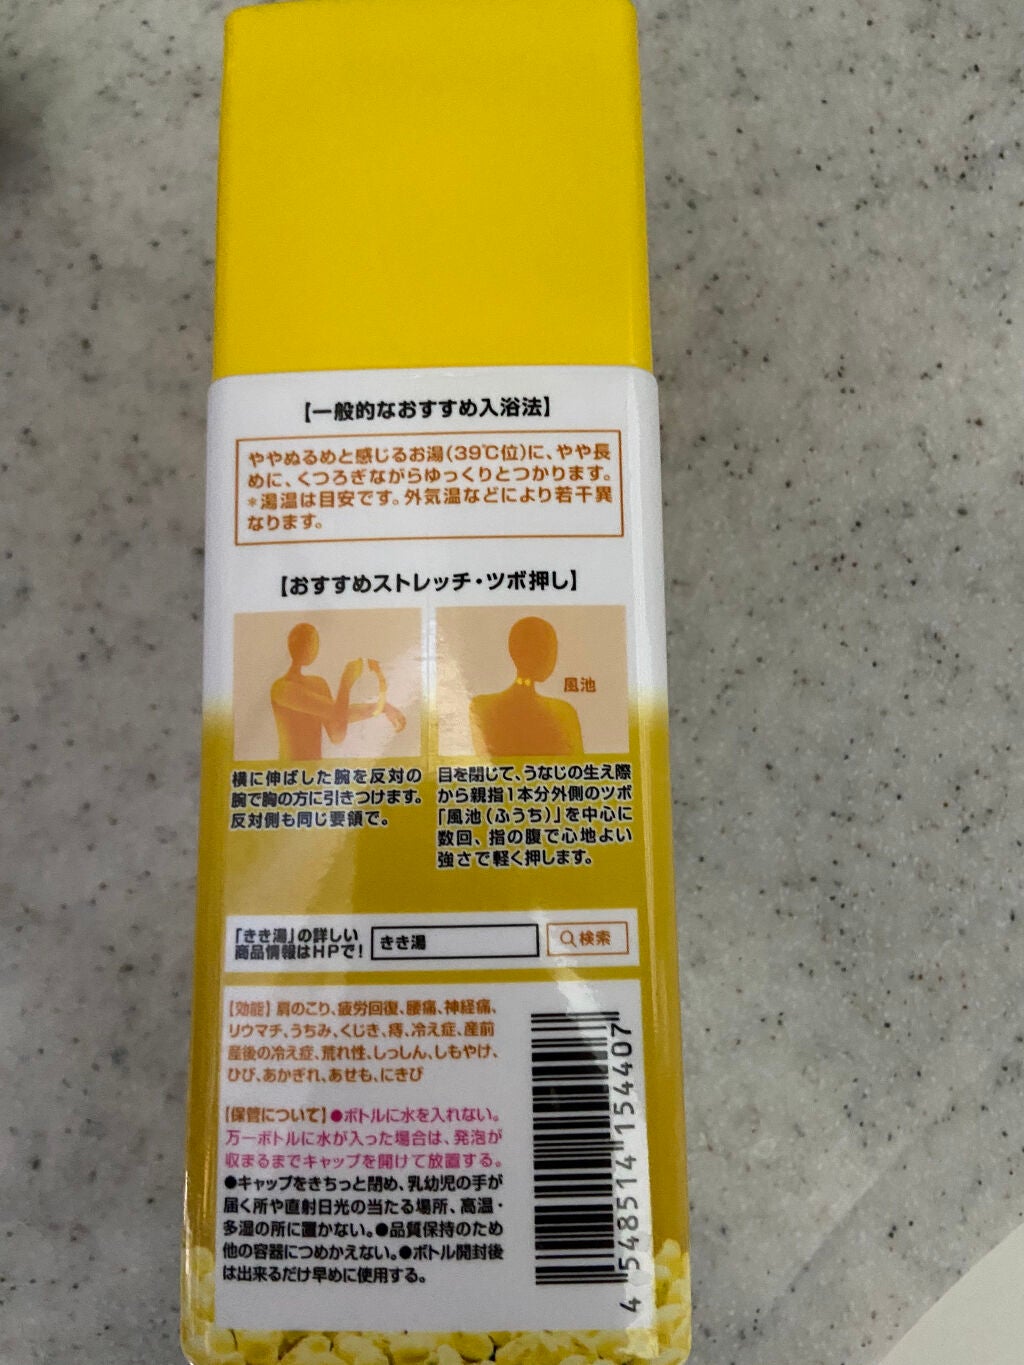 【一般的なおすすめ入浴法】
ややぬるめと感じるお湯(39℃位)に、やや長
めに、くつろぎながらゆっくりとつかります。
*湯温は目安です。外気温などにより若干異
なります。
【おすすめストレッチ・ツボ押し】
風池
横に伸ばした腕を反対の
腕で胸の方に引きつけます。
反対側も同じ要領で。
目を閉じて、うなじの生え際
から親指1本分外側のツボ
「風池(ふうち)」を中心に
数回、指の腹で心地よい
強さで軽く押します。
「きき湯」の詳しい
商品情報はHPで!
きき湯
検索
【効能】肩のこり、疲労回復、腰痛、神経痛、
リウマチ、うちみ、くじき、痔、冷え症、産前
産後の冷え症、荒れ性、しっしん、しもやけ、
ひび、あかぎれ、あせも、にきび
【保管について】●ボトルに水を入れない。
万一ボトルに水が入った場合は、発泡が
収まるまでキャップを開けて放置する。
●キャップをきちっと閉め、乳幼児の手が
届く所や直射日光の当たる場所、高温・
多湿の所に置かない。●品質保持のため
他の容器につめかえない。●ボトル開封後
は出来るだけ早めに使用する。
4 548514 154407